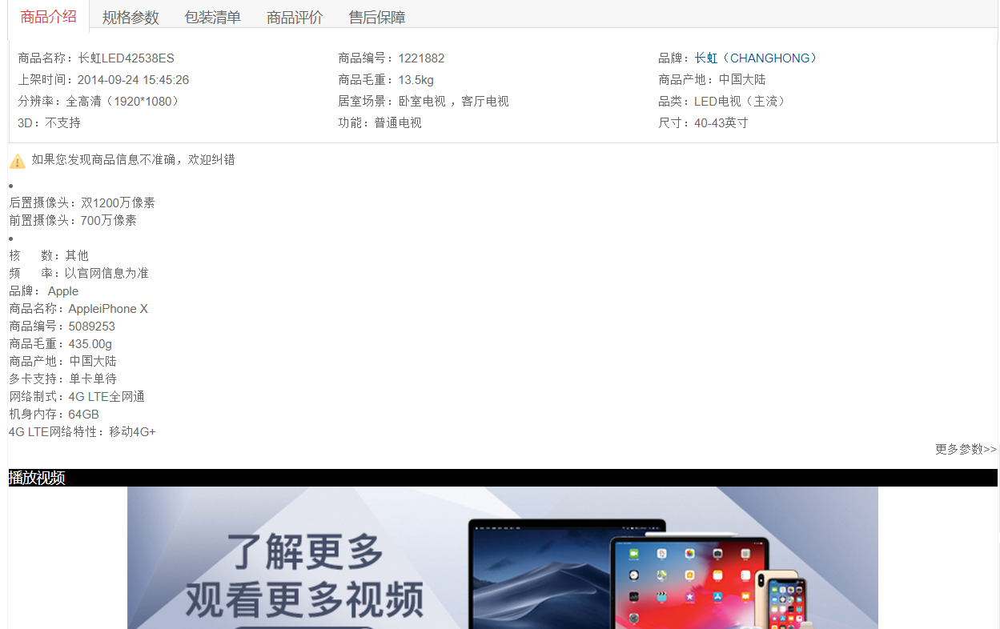 商品介绍 规格参数 包装清单 商品评价 售后保障
商品名称：长虹LED42538ES 商品编号：1221882 品牌：长虹（CHANGHONG）
上架时间：2014-09-24 15:45:26 商品毛重：13.5kg 商品产地：中国大陆
分辨率：全高清（1920*1080） 居室场景：卧室电视 ，客厅电视 品类：LED电视（主流）
3D：不支持 功能：普通电视 尺寸：40-43英寸
如果您发现商品信息不准确，欢迎纠错
后置摄像头：双1200万像素
前置摄像头：700万像素
核 数：其他
频 率：以官网信息为准
品牌： Apple
商品名称：AppleiPhone X
商品编号：5089253
商品毛重：435.00g
商品产地：中国大陆
多卡支持：单卡单待
网络制式：4G LTE全网通
机身内存：64GB
4G LTE网络特性：移动4G+
更多参数>>
播放视频
了解更多
观看更多视频